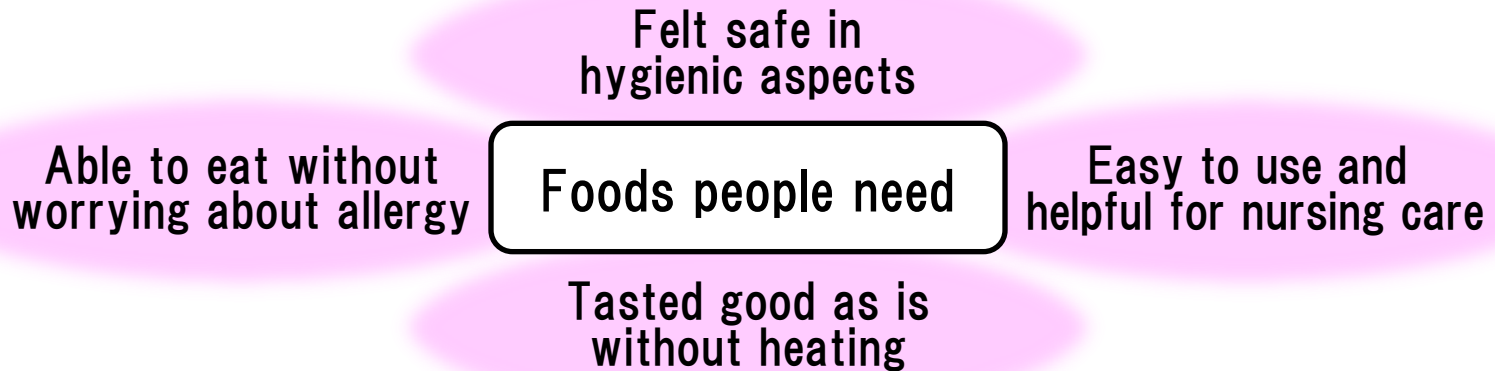 Felt safe in
hygienic aspects
Able to eat without
worrying about allergy
Foods people need
Easy to use and
helpful for nursing care
Tasted good as is
without heating